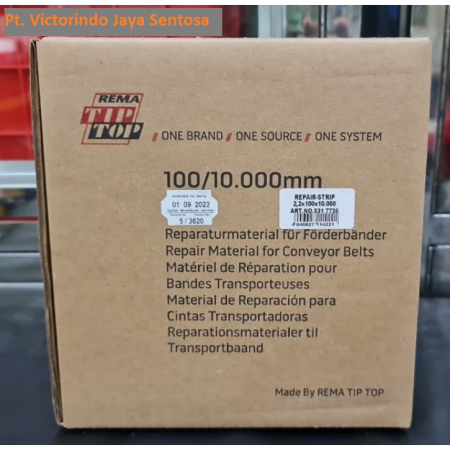 Pt. Victorindo Jaya Sentosa
REMA
TIP
TOP
// ONE BRAND // ONE SOURCE // ONE SYSTEM
100/10.000mm
01 09 2022
5 / 3620
REPAIR-STRIP
2,2x100x10.000
ART.NO.531 7735
Reparaturmaterial für Förderbänder
Repair Material for Conveyor Belts
Matériel de Réparation pour
Bandes Transporteuses
Material de Reparación para
Cintas Transportadoras
Reparationsmaterialer til
Transportbaand
Made By REMA TIP TOP